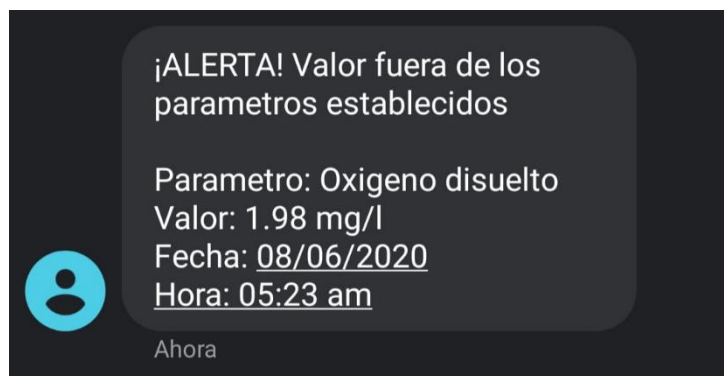 ¡ALERTA! Valor fuera de los
parametros establecidos
Parametro: Oxigeno disuelto
Valor: 1.98 mg/l
Fecha: 08/06/2020
Hora: 05:23 am
Ahora